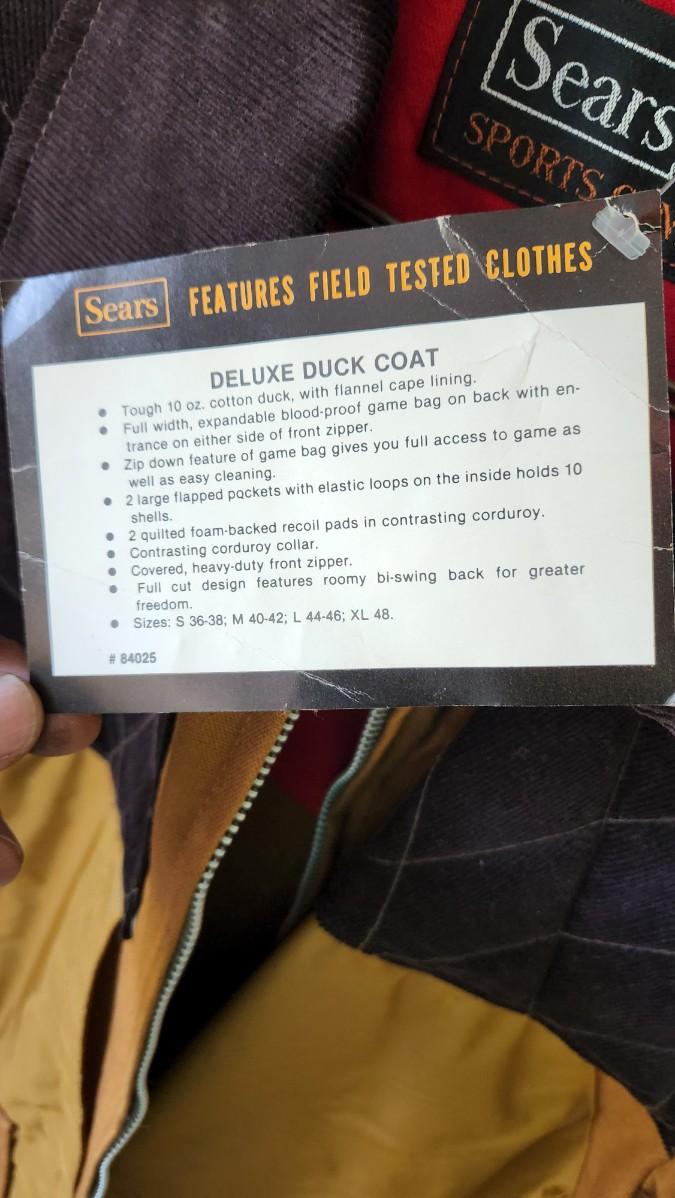 Sears
SPORTS
Sears FEATURES FIELD TESTED CLOTHES
DELUXE DUCK COAT
● Tough 10 oz. cotton duck, with flannel cape lining.
● Full width, expandable blood-proof game bag on back with en-
trance on either side of front zipper.
● Zip down feature of game bag gives you full access to game as
well as easy cleaning.
● 2 large flapped pockets with elastic loops on the inside holds 10
shells.
● 2 quilted foam-backed recoil pads in contrasting corduroy.
● Contrasting corduroy collar.
● Covered, heavy-duty front zipper.
● Full cut design features roomy bi-swing back for greater
freedom.
● Sizes: S 36-38; M 40-42; L 44-46; XL 48.
# 84025